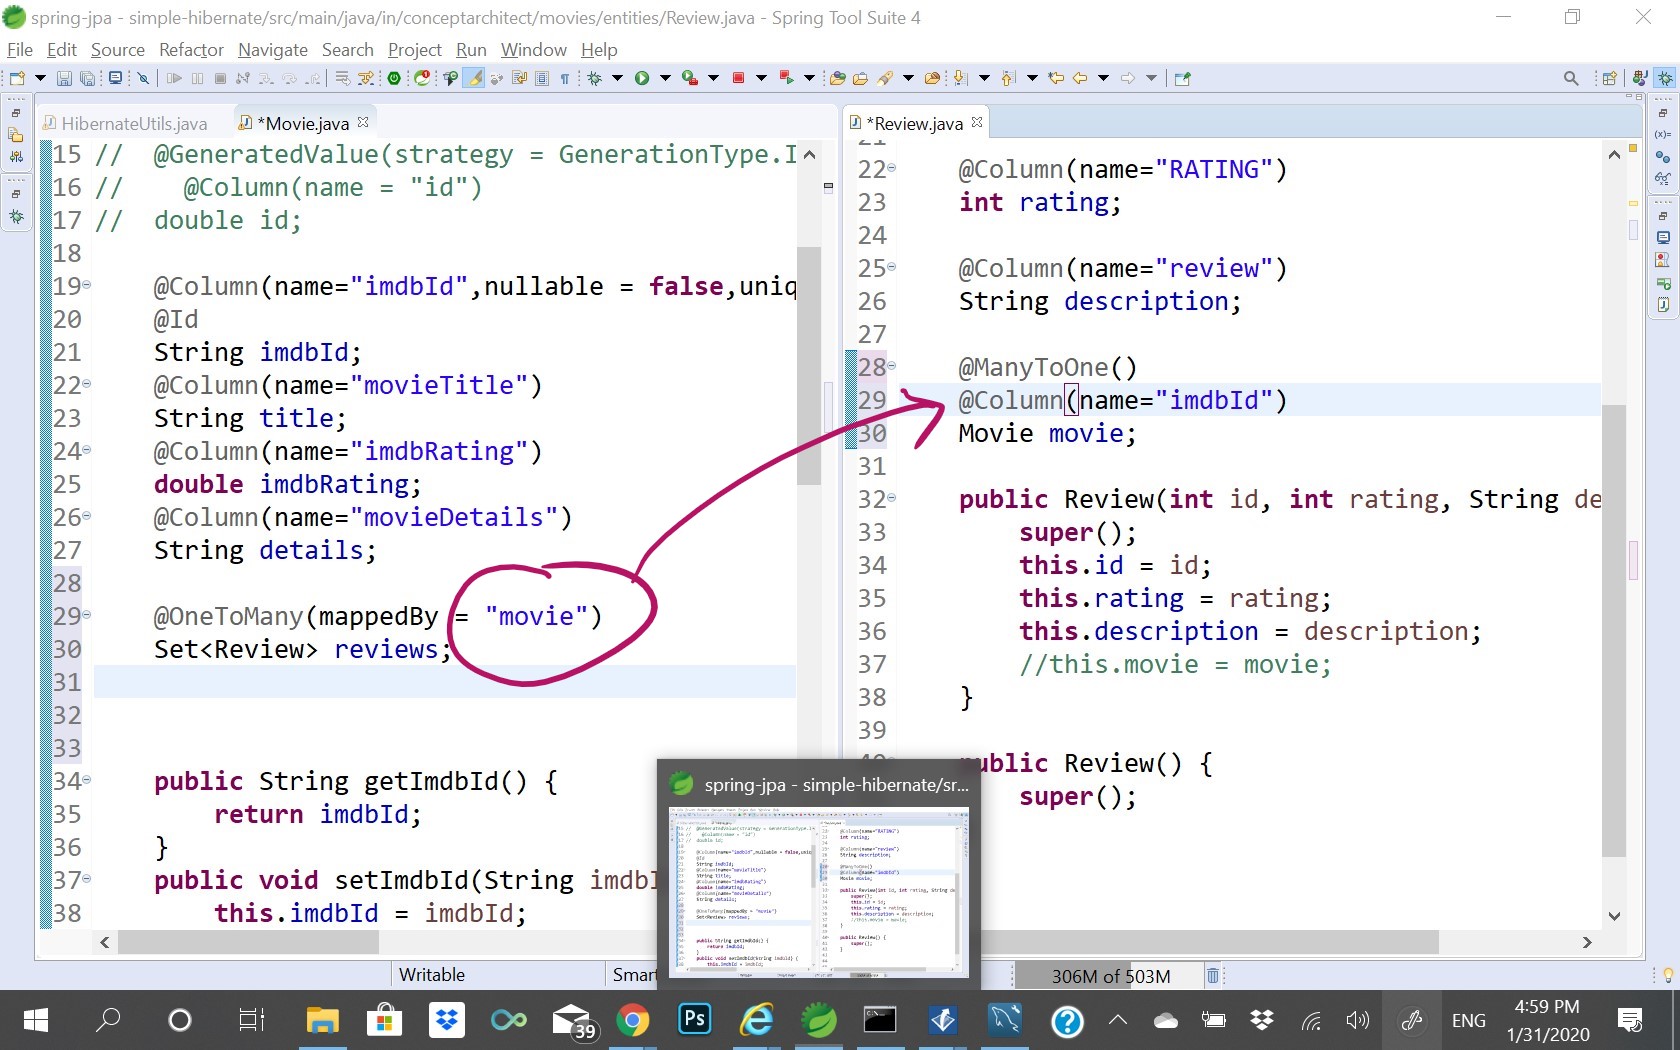 spring-jpa - simple-hibernate/src/main/java/in/conceptarchitect/movies/entities/Review.java - Spring Tool Suite 4
File Edit Source Refactor Navigate Search Project Run Window Help
HibernateUtils.java
*Movie.java
15 // @GeneratedValue(strategy = GenerationType.I
16 // @Column(name = "id")
17 // double id;
18
19 @Column(name="imdbId",nullable = false,uniq
20 @Id
21 String imdbId;
22 @Column(name="movieTitle")
23 String title;
24 @Column(name="imdbRating")
25 double imdbRating;
26 @Column(name="movieDetails")
27 String details;
28
29 @OneToMany(mappedBy = "movie")
30 Set<Review> reviews;
31
32
33
34 public String getImdbId() {
35 return imdbId;
36 }
37 public void setImdbId(String imdbI
38 this.imdbId = imdbId;
*Review.java
21
22 @Column(name="RATING")
23 int rating;
24
25 @Column(name="review")
26 String description;
27
28 @ManyToOne()
29 @Column(name="imdbId")
30 Movie movie;
31
32 public Review(int id, int rating, String de
33 super();
34 this.id = id;
35 this.rating = rating;
36 this.description = description;
37 //this.movie = movie;
38 }
39
40 public Review() {
super();
spring-jpa - simple-hibernate/sr...
Writable
Smart
306M of 503M
39
Ps
ENG
4:59 PM
1/31/2020